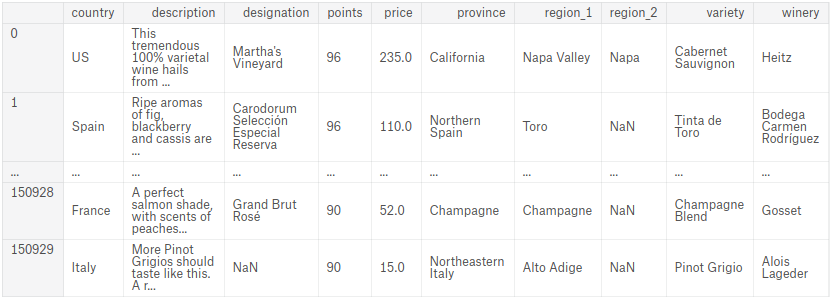 country description designation points price province region_1 region_2 variety winery
0 US This tremendous 100% varietal wine hails from ... Martha's Vineyard 96 235.0 California Napa Valley Napa Cabernet Sauvignon Heitz
1 Spain Ripe aromas of fig, blackberry and cassis are ... Carodorum Selección Especial Reserva 96 110.0 Northern Spain Toro NaN Tinta de Toro Bodega Carmen Rodríguez
... ... ... ... ... ... ... ... ... ... ...
150928 France A perfect salmon shade, with scents of peaches... Grand Brut Rosé 90 52.0 Champagne Champagne NaN Champagne Blend Gosset
150929 Italy More Pinot Grigios should taste like this. A r... NaN 90 15.0 Northeastern Italy Alto Adige NaN Pinot Grigio Alois Lageder